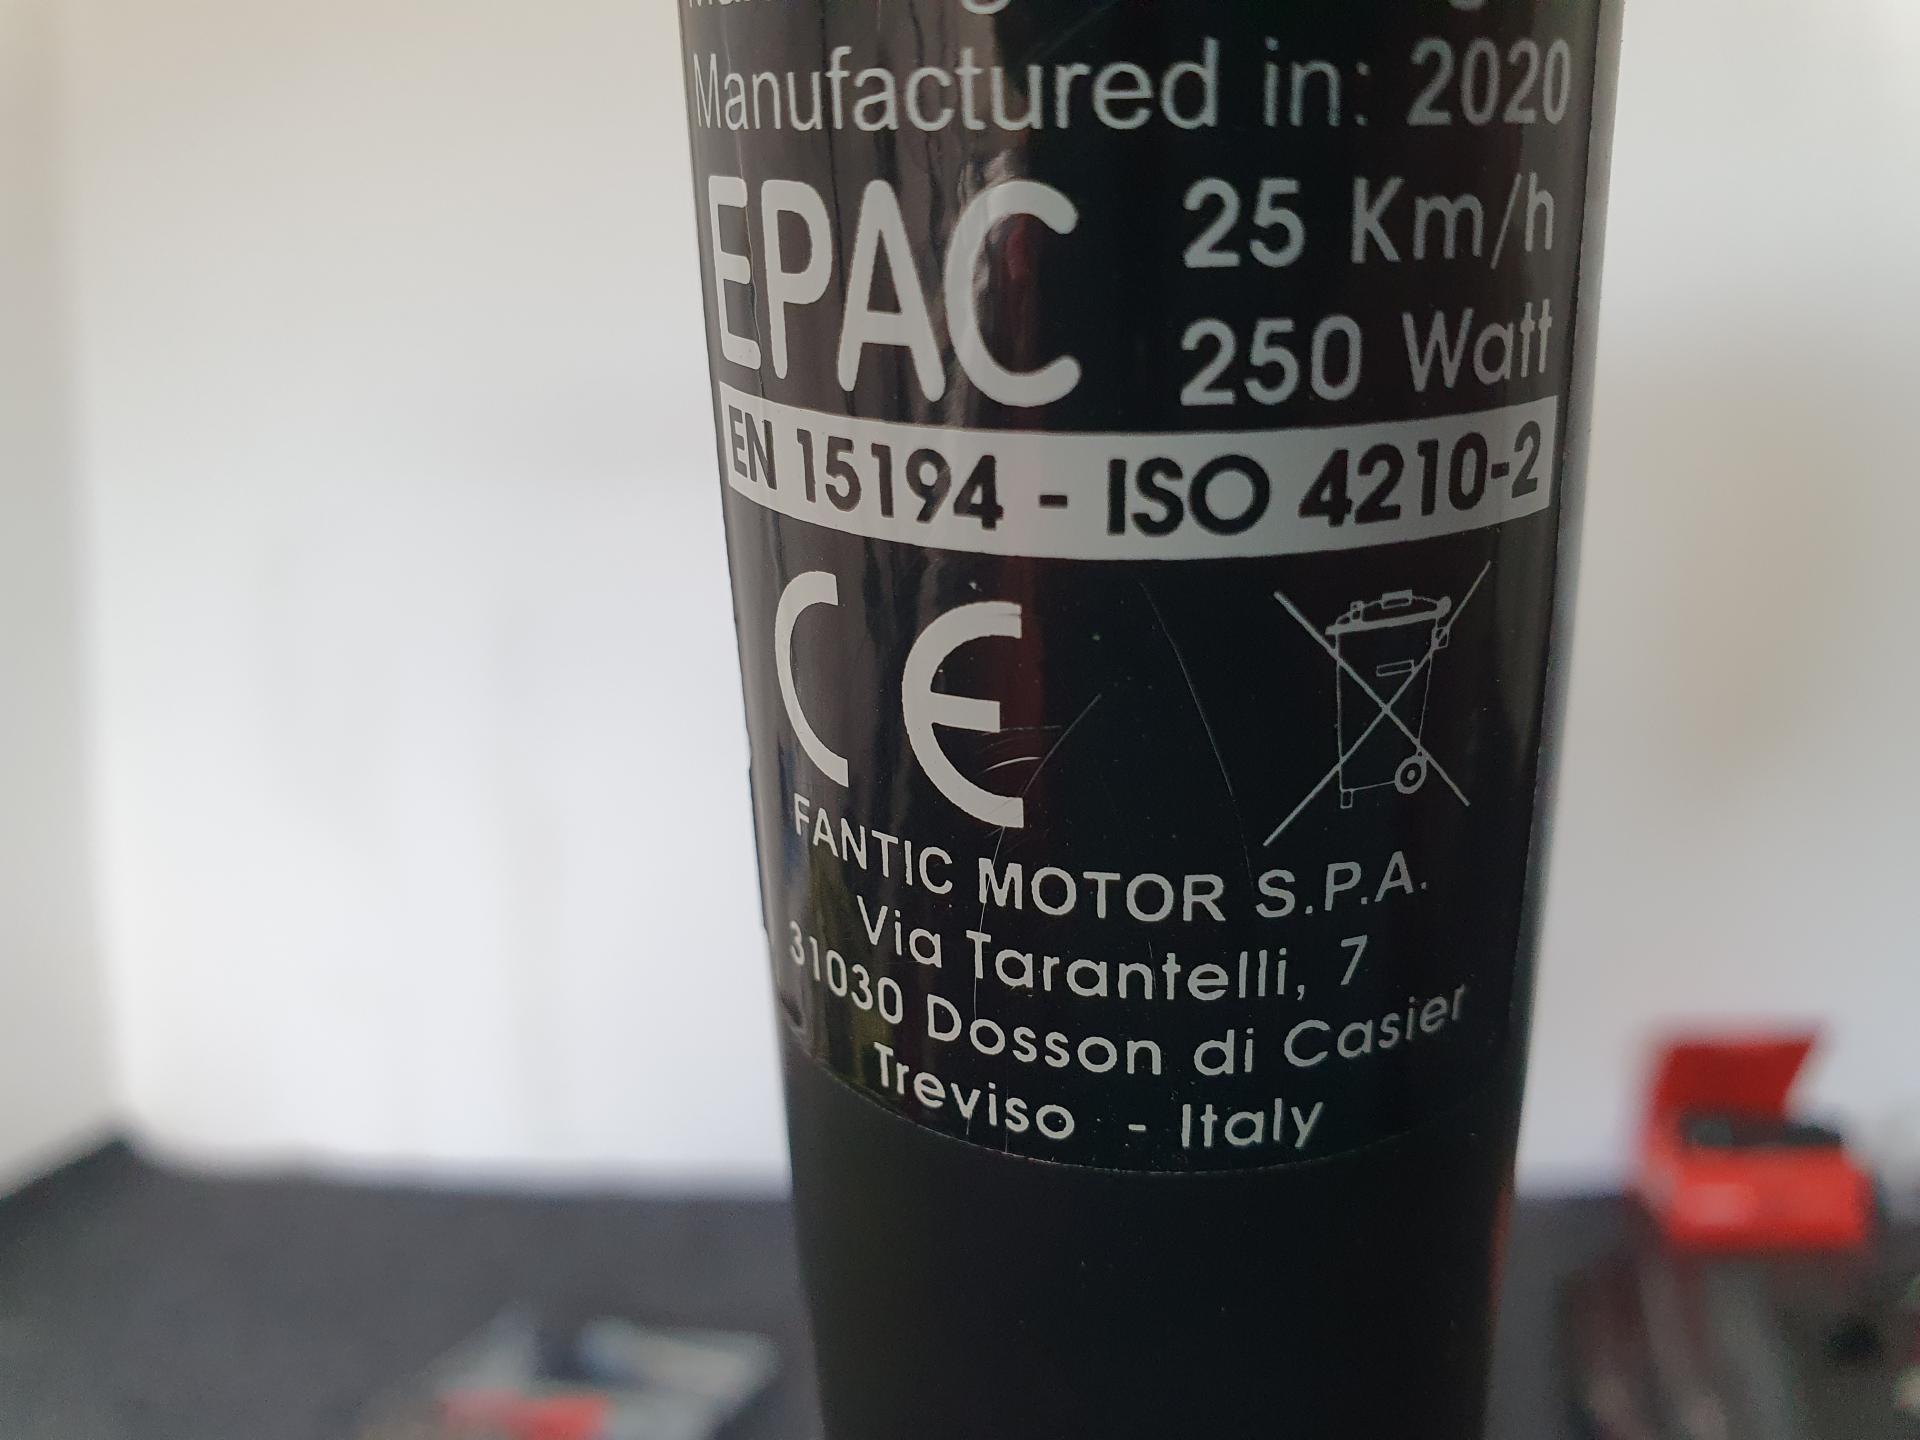 Manufactured in: 2020
EPAC 25 Km/h
250 Watt
EN 15194 - ISO 4210-2
CE
FANTIC MOTOR S.P.A.
Via Tarantelli, 7
31030 Dosson di Casier
Treviso - Italy